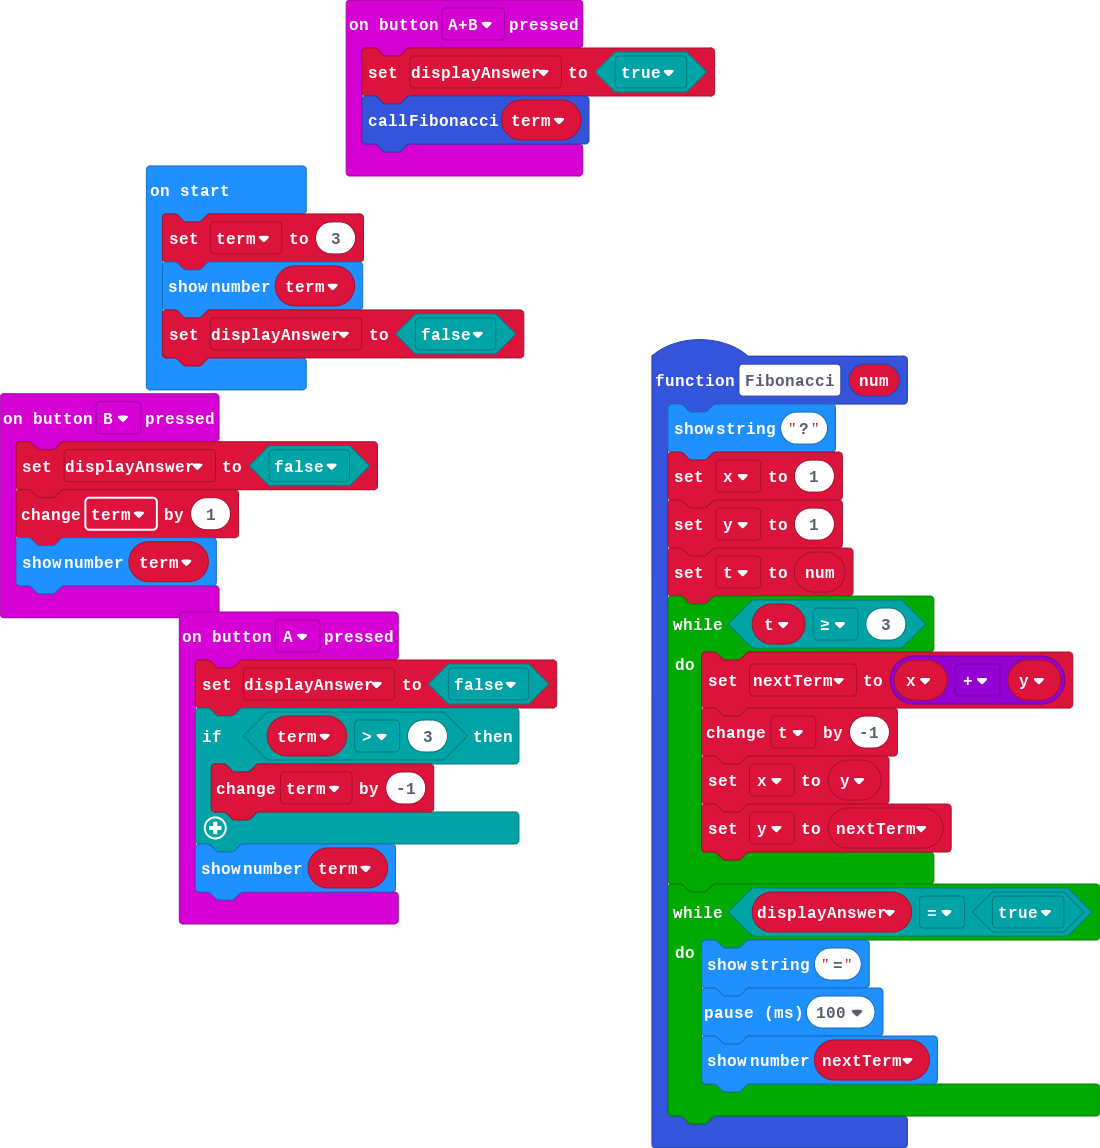 on button A+B pressed
set displayAnswer to true
call Fibonacci term
on start
set term to 3
show number term
set displayAnswer to false
on button B pressed
set displayAnswer to false
change term by 1
show number term
on button A pressed
set displayAnswer to false
if term > 3 then
change term by -1
show number term
function Fibonacci num
show string "?"
set x to 1
set y to 1
set t to num
while t ≥ 3
do
set nextTerm to x + y
change t by -1
set x to y
set y to nextTerm
while displayAnswer = true
do
show string "="
pause (ms) 100
show number nextTerm